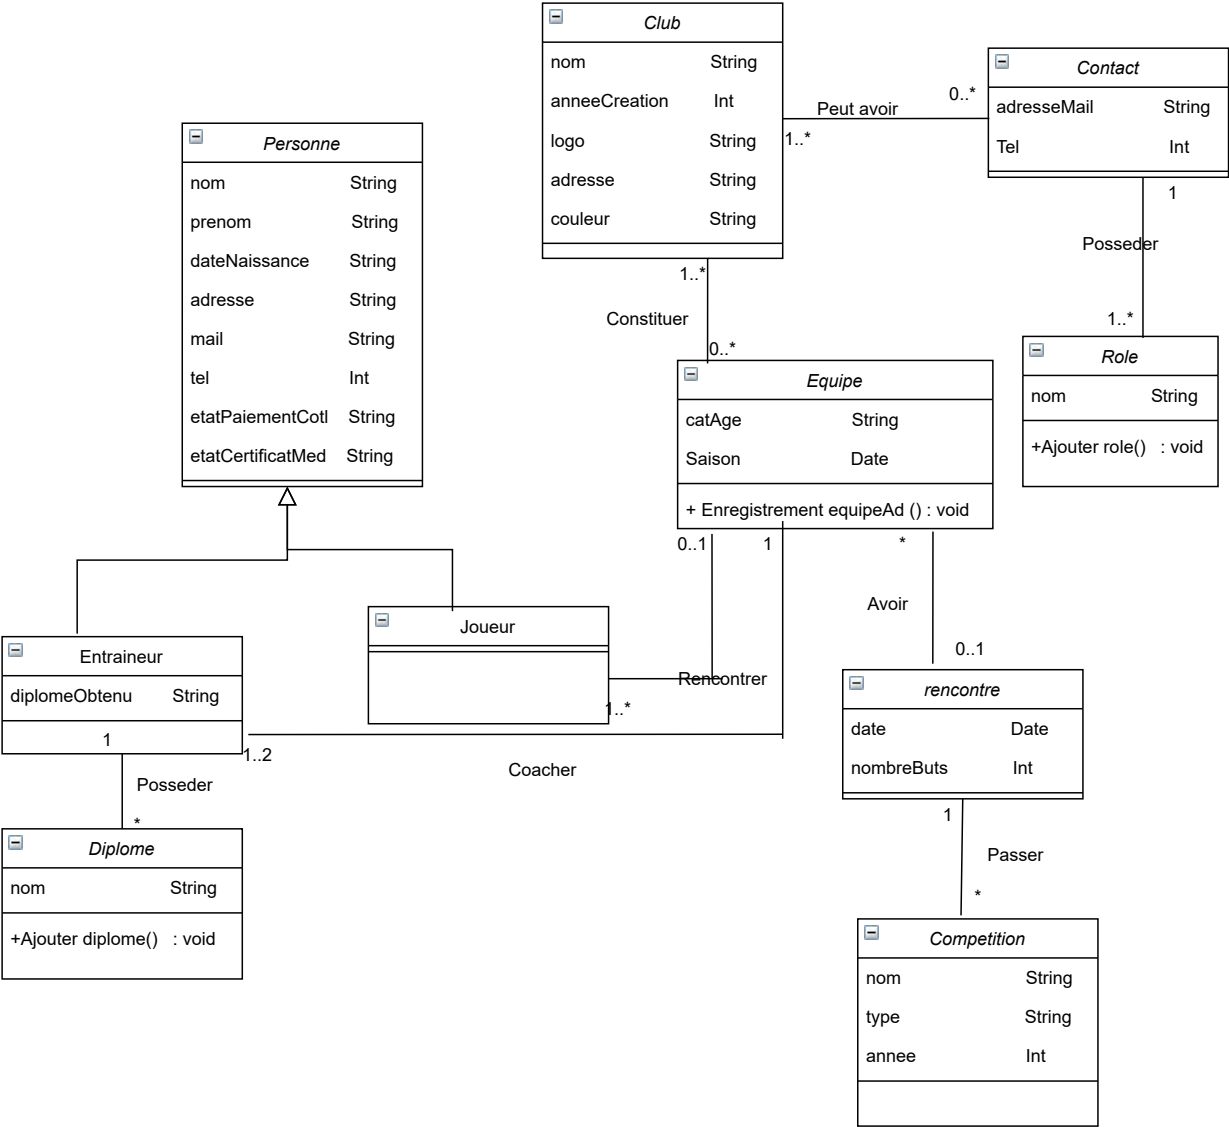 Club
nom String
anneeCreation Int
logo String
adresse String
couleur String
Contact
adresseMail String
Tel Int
Peut avoir
0..*
1..*
1
Posseder
1..*
Role
nom String
+Ajouter role() : void
Personne
nom String
prenom String
dateNaissance String
adresse String
mail String
tel Int
etatPaiementCotI String
etatCertificatMed String
1..*
Constituer
0..*
Equipe
catAge String
Saison Date
+ Enregistrement equipeAd () : void
0..1
1
*
Avoir
0..1
Joueur
Rencontrer
1..*
Entraineur
diplomeObtenu String
1
1..2
Coacher
Posseder
*
Diplome
nom String
+Ajouter diplome() : void
rencontre
date Date
nombreButs Int
1
Passer
*
Competition
nom String
type String
annee Int